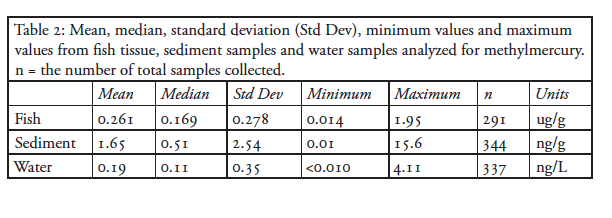 Table 2: Mean, median, standard deviation (Std Dev), minimum values and maximum
values from fish tissue, sediment samples and water samples analyzed for methylmercury.
n = the number of total samples collected.
Mean Median Std Dev Minimum Maximum n Units
Fish 0.261 0.169 0.278 0.014 1.95 291 ug/g
Sediment 1.65 0.51 2.54 0.01 15.6 344 ng/g
Water 0.19 0.11 0.35 <0.010 4.11 337 ng/L